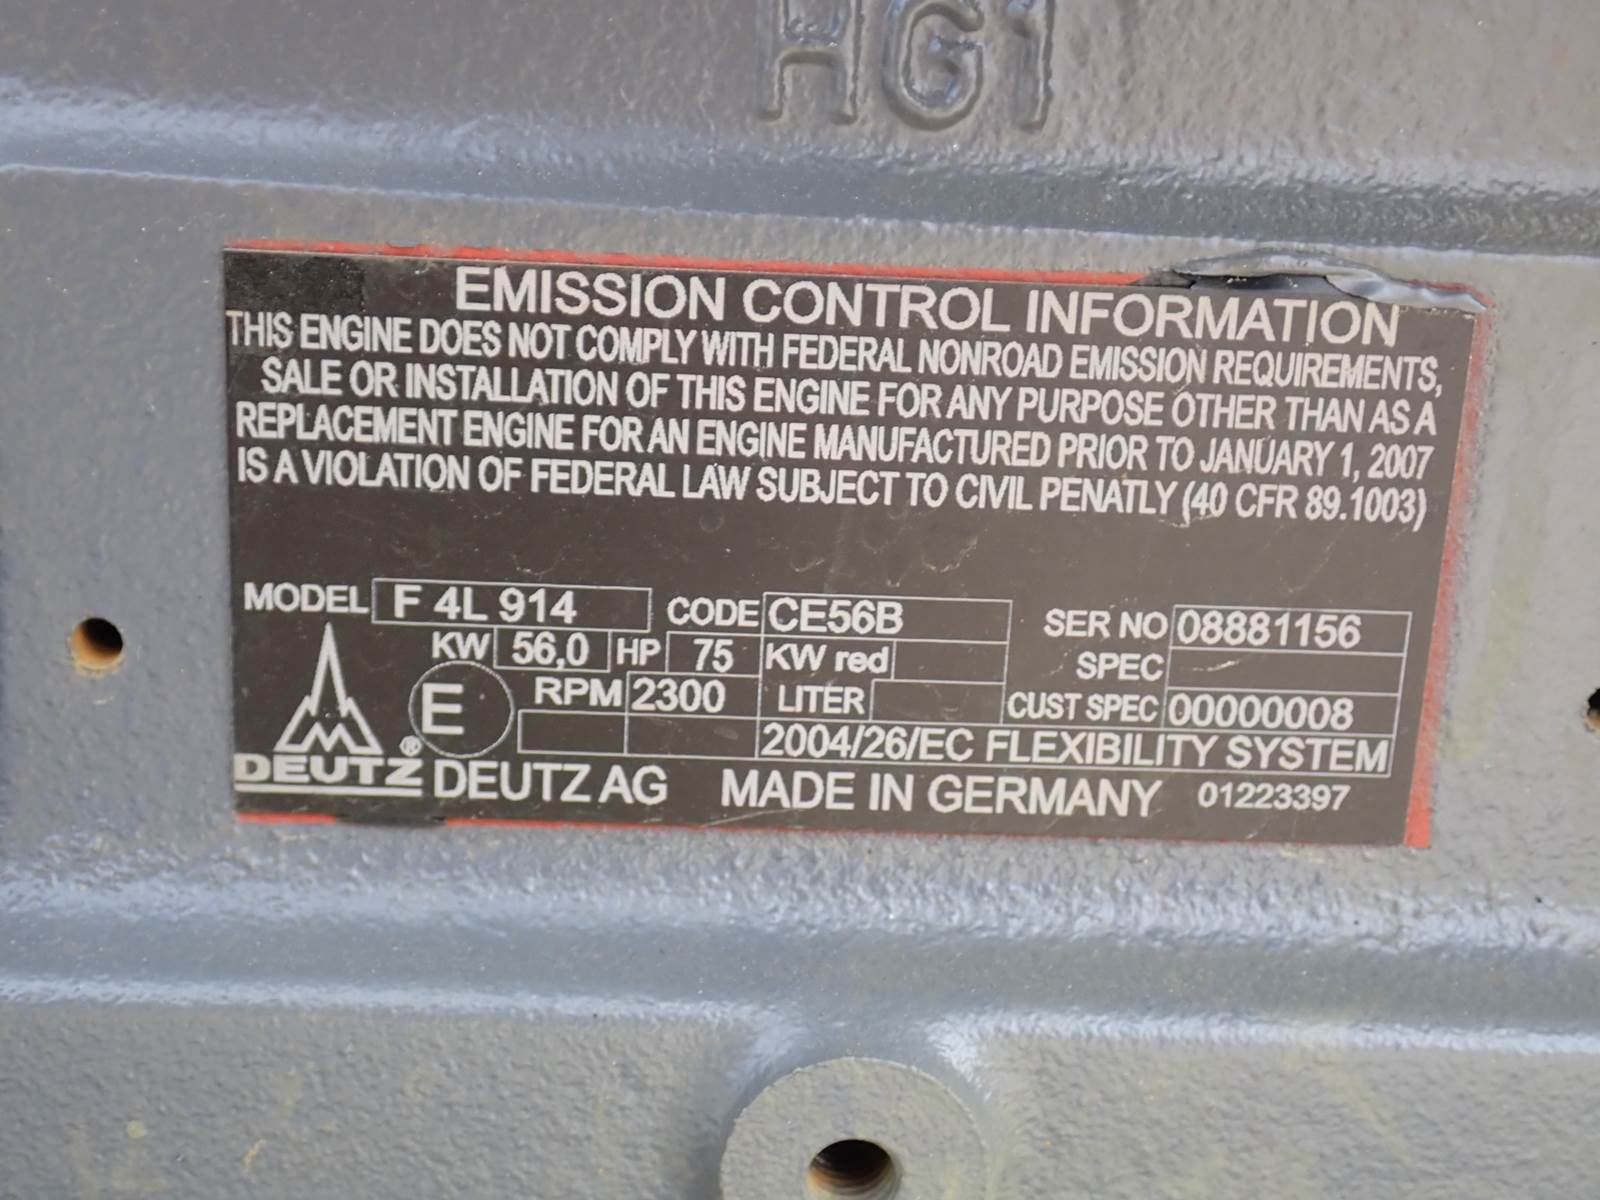 HG1
EMISSION CONTROL INFORMATION
THIS ENGINE DOES NOT COMPLY WITH FEDERAL NONROAD EMISSION REQUIREMENTS,
SALE OR INSTALLATION OF THIS ENGINE FOR ANY PURPOSE OTHER THAN AS A
REPLACEMENT ENGINE FOR AN ENGINE MANUFACTURED PRIOR TO JANUARY 1, 2007
IS A VIOLATION OF FEDERAL LAW SUBJECT TO CIVIL PENATLY (40 CFR 89.1003)
MODEL F 4L 914 CODE CE56B SER NO 08881156
KW 56,0 HP 75 KW red SPEC
E RPM 2300 LITER CUST SPEC 00000008
2004/26/EC FLEXIBILITY SYSTEM
DEUTZ ® DEUTZ AG MADE IN GERMANY 01223397